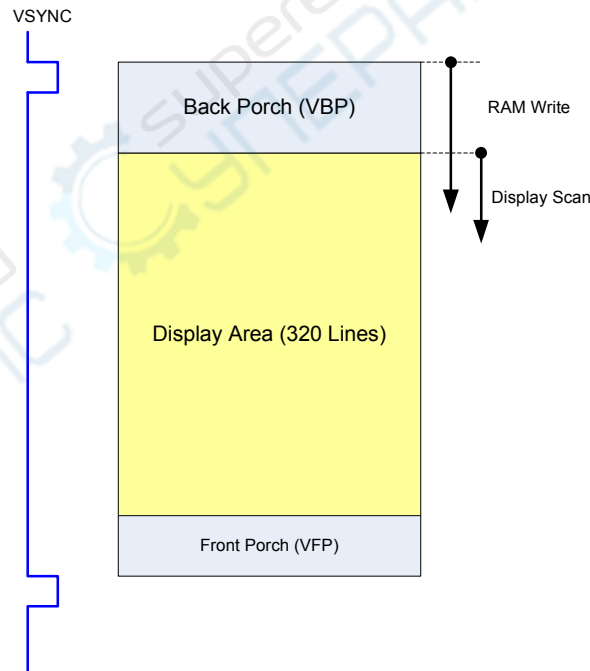 VSYNC
Back Porch (VBP)
RAM Write
Display Scan
Display Area (320 Lines)
Front Porch (VFP)